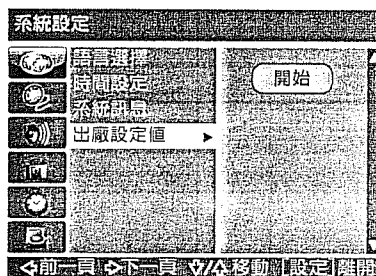 系統設定
語言選擇
時間設定
系統訊息
出廠設定值
開始
前一頁 下一頁 / 移動 設定 離開